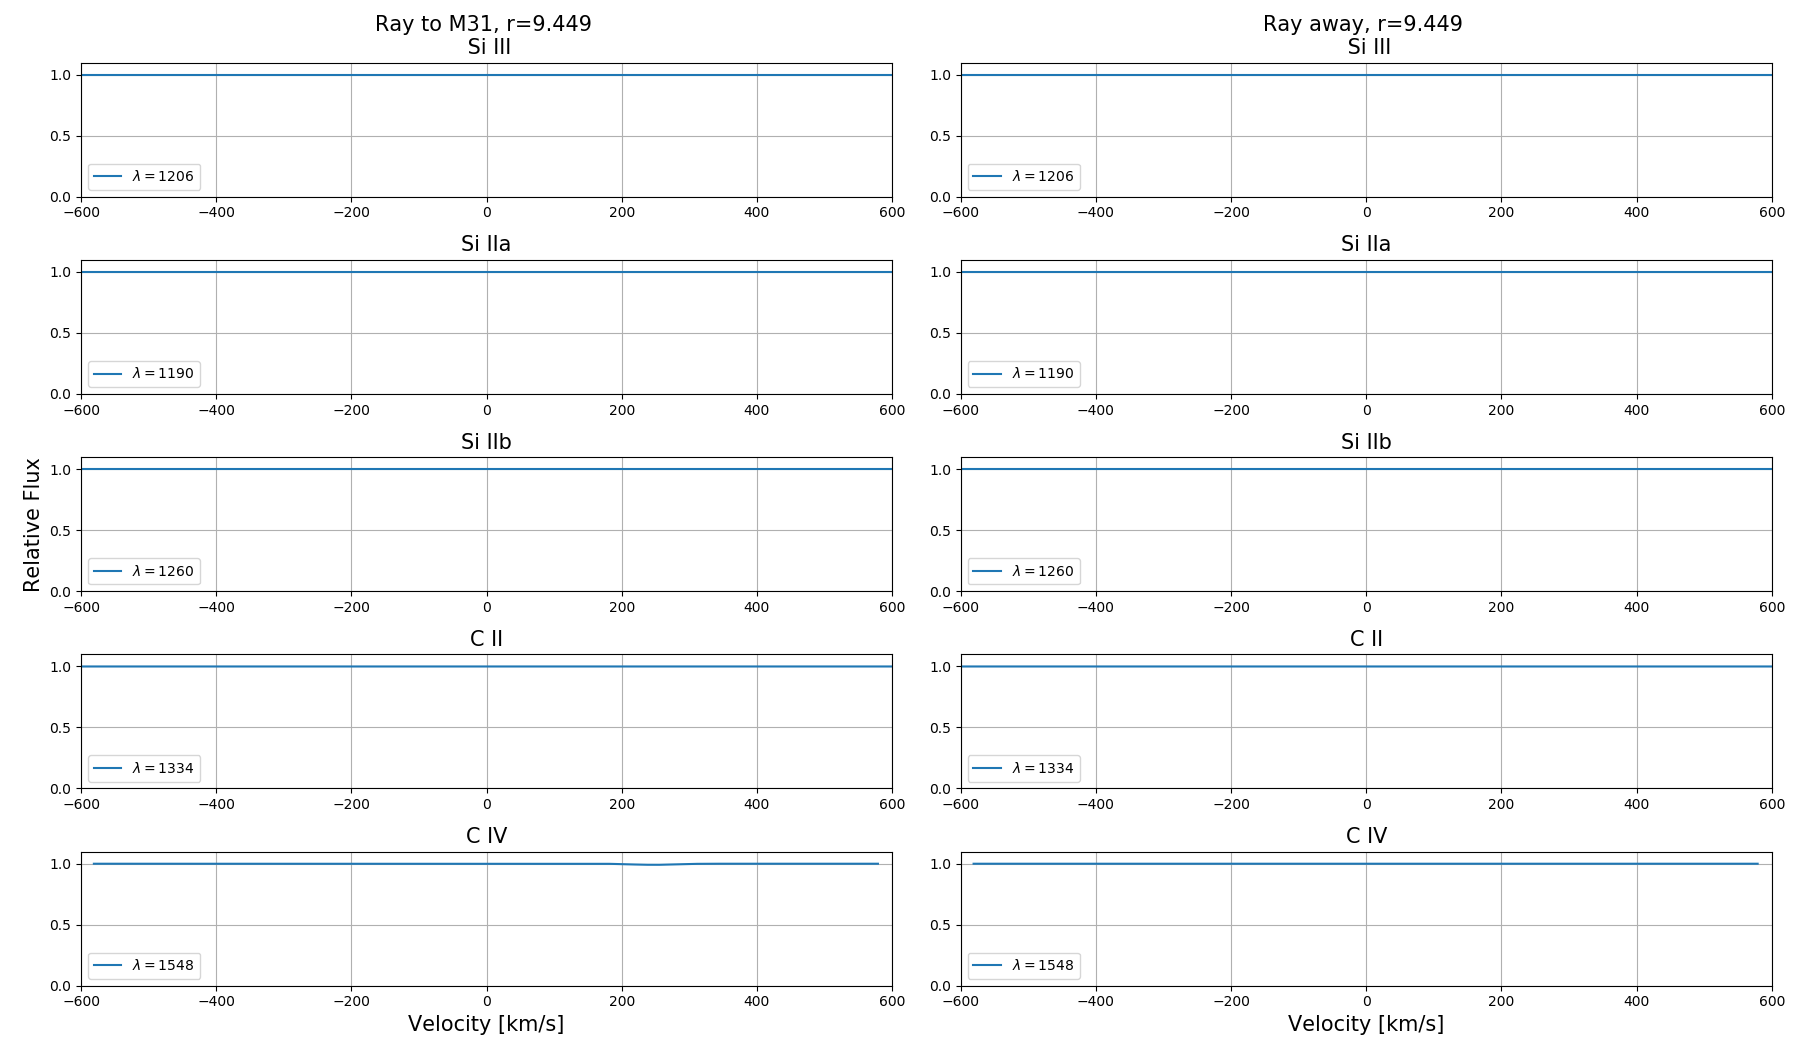 Ray to M31, r=9.449
Si III
1.0
0.5
0.0
λ = 1206
−600 −400 −200 0 200 400 600
Si IIa
1.0
0.5
0.0
λ = 1190
−600 −400 −200 0 200 400 600
Si IIb
1.0
0.5
0.0
λ = 1260
−600 −400 −200 0 200 400 600
Relative Flux
C II
1.0
0.5
0.0
λ = 1334
−600 −400 −200 0 200 400 600
C IV
1.0
0.5
0.0
λ = 1548
−600 −400 −200 0 200 400 600
Velocity [km/s]
Ray away, r=9.449
Si III
1.0
0.5
0.0
λ = 1206
−600 −400 −200 0 200 400 600
Si IIa
1.0
0.5
0.0
λ = 1190
−600 −400 −200 0 200 400 600
Si IIb
1.0
0.5
0.0
λ = 1260
−600 −400 −200 0 200 400 600
C II
1.0
0.5
0.0
λ = 1334
−600 −400 −200 0 200 400 600
C IV
1.0
0.5
0.0
λ = 1548
−600 −400 −200 0 200 400 600
Velocity [km/s]